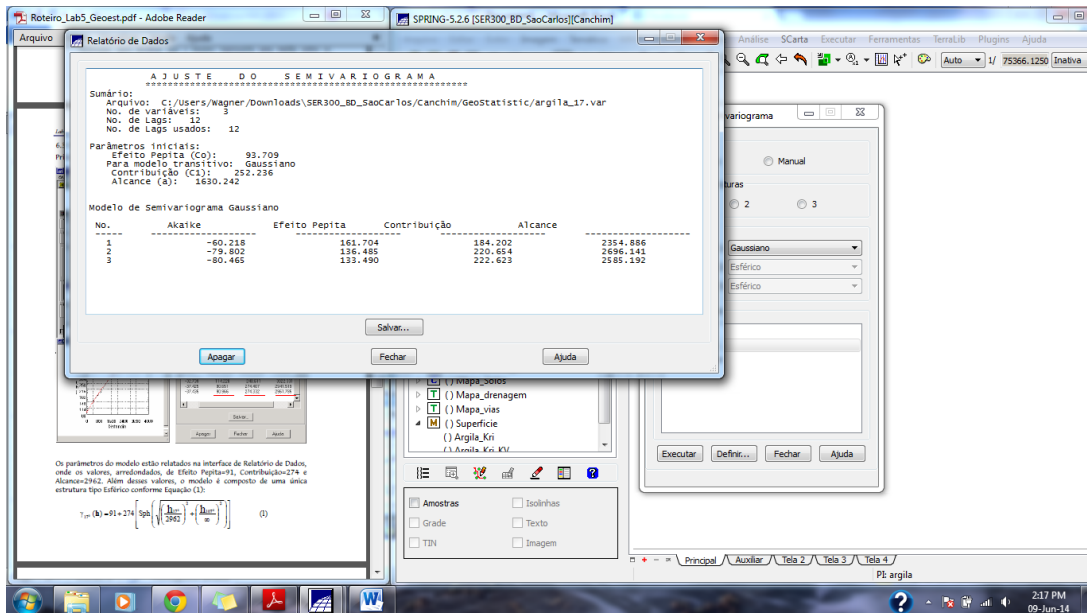 Roteiro_Lab5_Geoest.pdf - Adobe Reader
Arquivo
SPRING-5.2.6 [SER300_BD_SaoCarlos][Canchim]
Análise SCarta Executar Ferramentas TerraLib Plugins Ajuda
Auto 1/ 75366.1250 Inativa
Relatório de Dados
A J U S T E   D O   S E M I V A R I O G R A M A
Sumário:
Arquivo: C:/Users/Wagner/Downloads\SER300_BD_SaoCarlos/Canchim/GeoStatistic/argila_17.var
No. de variáveis: 3
No. de Lags: 12
No. de Lags usados: 12
Parâmetros iniciais:
Efeito Pepita (Co): 93.709
Para modelo transitivo: Gaussiano
Contribuição (C1): 252.236
Alcance (a): 1630.242
Modelo de Semivariograma Gaussiano
No. Akaike Efeito Pepita Contribuição Alcance
1 -60.218 161.704 184.202 2354.886
2 -79.802 136.485 220.654 2696.141
3 -80.465 133.490 222.623 2585.192
Salvar...
Apagar Fechar Ajuda
variograma
Manual
uras
2 3
Gaussiano
Esférico
Esférico
Executar Definir... Fechar Ajuda
Salvar...
Apagar Fechar Ajuda
Os parâmetros do modelo estão relatados na interface de Relatório de Dados,
onde os valores, arredondados, de Efeito Pepita=91, Contribuição=274 e
Alcance=2962. Além desses valores, o modelo é composto de uma única
estrutura tipo Esférico conforme Equação (1):
(1)
( ) Mapa_Solos
T ( ) Mapa_drenagem
T ( ) Mapa_vias
M ( ) Superficie
( ) Argila_Kri
( ) Argila_Kri_KV
Amostras Isolinhas
Grade Texto
TIN Imagem
Principal Auxiliar Tela 2 Tela 3 Tela 4
PI: argila
2:17 PM
09-Jun-14